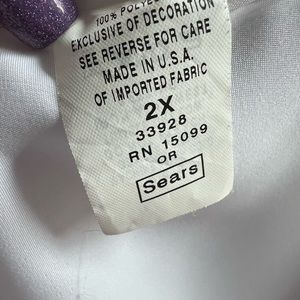 100% POLYESTER
EXCLUSIVE OF DECORATION
SEE REVERSE FOR CARE
MADE IN U.S.A.
OF IMPORTED FABRIC
2X
33928
RN 15099
OR
Sears